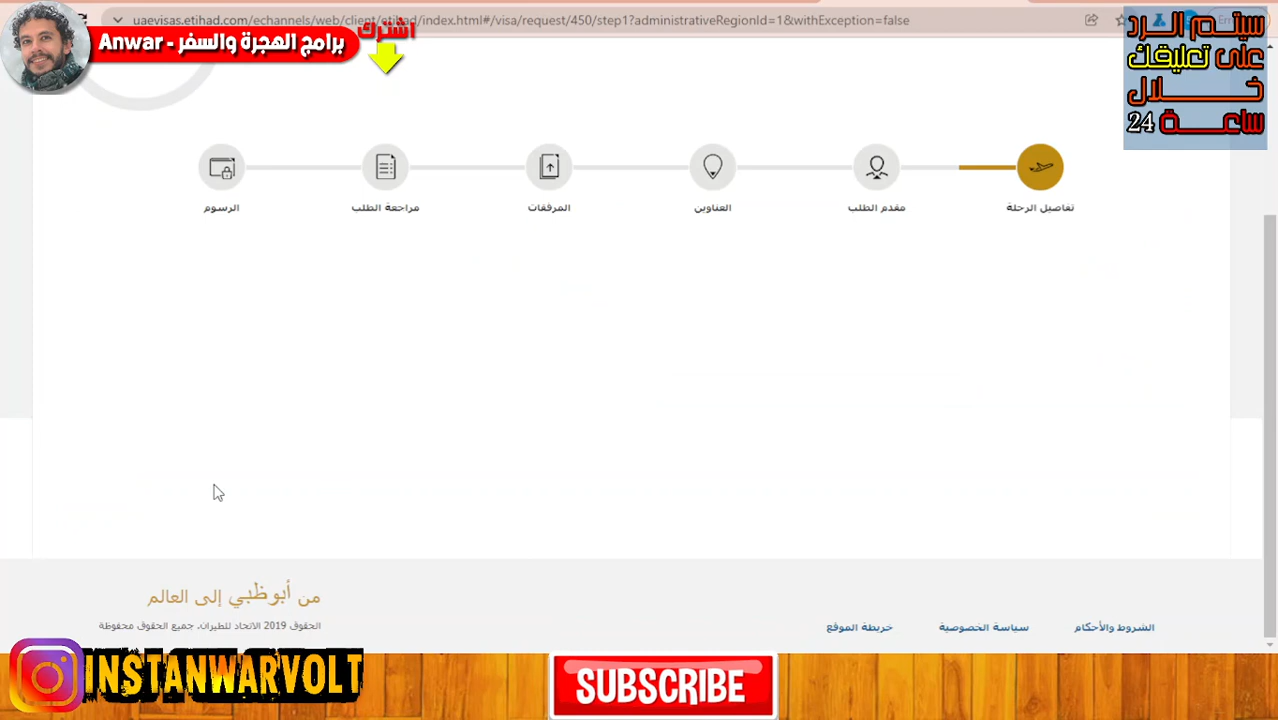 uaevisas.etihad.com/echannels/web/client/etihad/index.html#/visa/request/450/step1?administrativeRegionId=1&withException=false
برامج الهجرة والسفر - Anwar
اشترك
سيتم الرد
على تعليقك
خلال
24 ساعة
تفاصيل الرحلة
مقدم الطلب
العناوين
المرفقات
مراجعة الطلب
الرسوم
من أبوظبي إلى العالم
الحقوق 2019 الاتحاد للطيران، جميع الحقوق محفوظة
الشروط والأحكام
سياسة الخصوصية
خريطة الموقع
INSTANWARVOLT
SUBSCRIBE